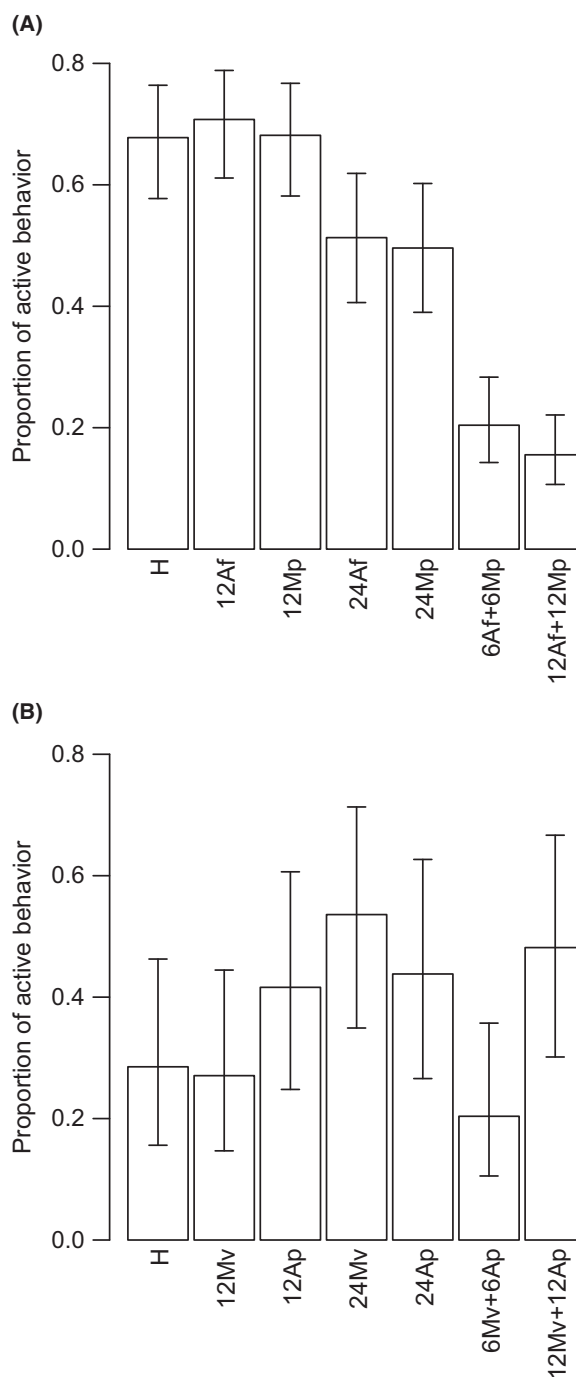 (A)
Proportion of active behavior
0.8
0.6
0.4
0.2
0.0
H
12Af
12Mp
24Af
24Mp
6Af+6Mp
12Af+12Mp
(B)
Proportion of active behavior
0.8
0.6
0.4
0.2
0.0
H
12Mv
12Ap
24Mv
24Ap
6Mv+6Ap
12Mv+12Ap